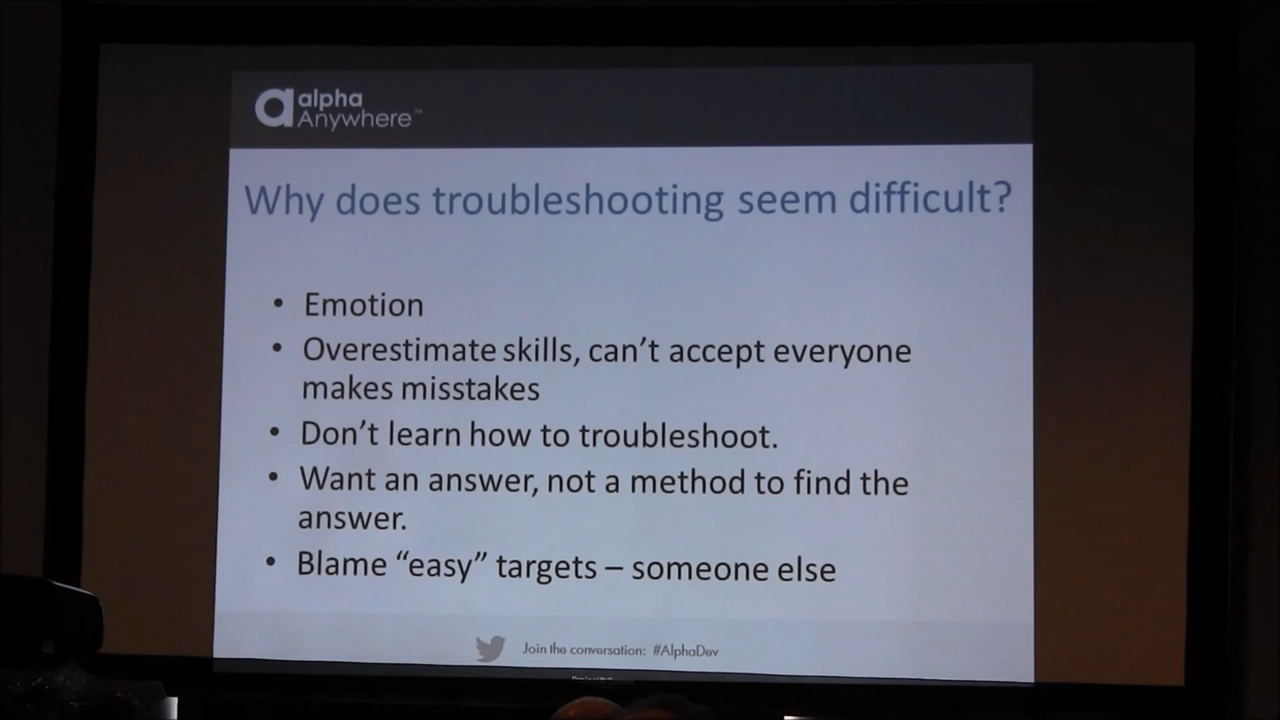 alpha
Anywhere™
Why does troubleshooting seem difficult?
• Emotion
• Overestimate skills, can't accept everyone
makes misstakes
• Don't learn how to troubleshoot.
• Want an answer, not a method to find the
answer.
• Blame “easy” targets – someone else
Join the conversation: #AlphaDev